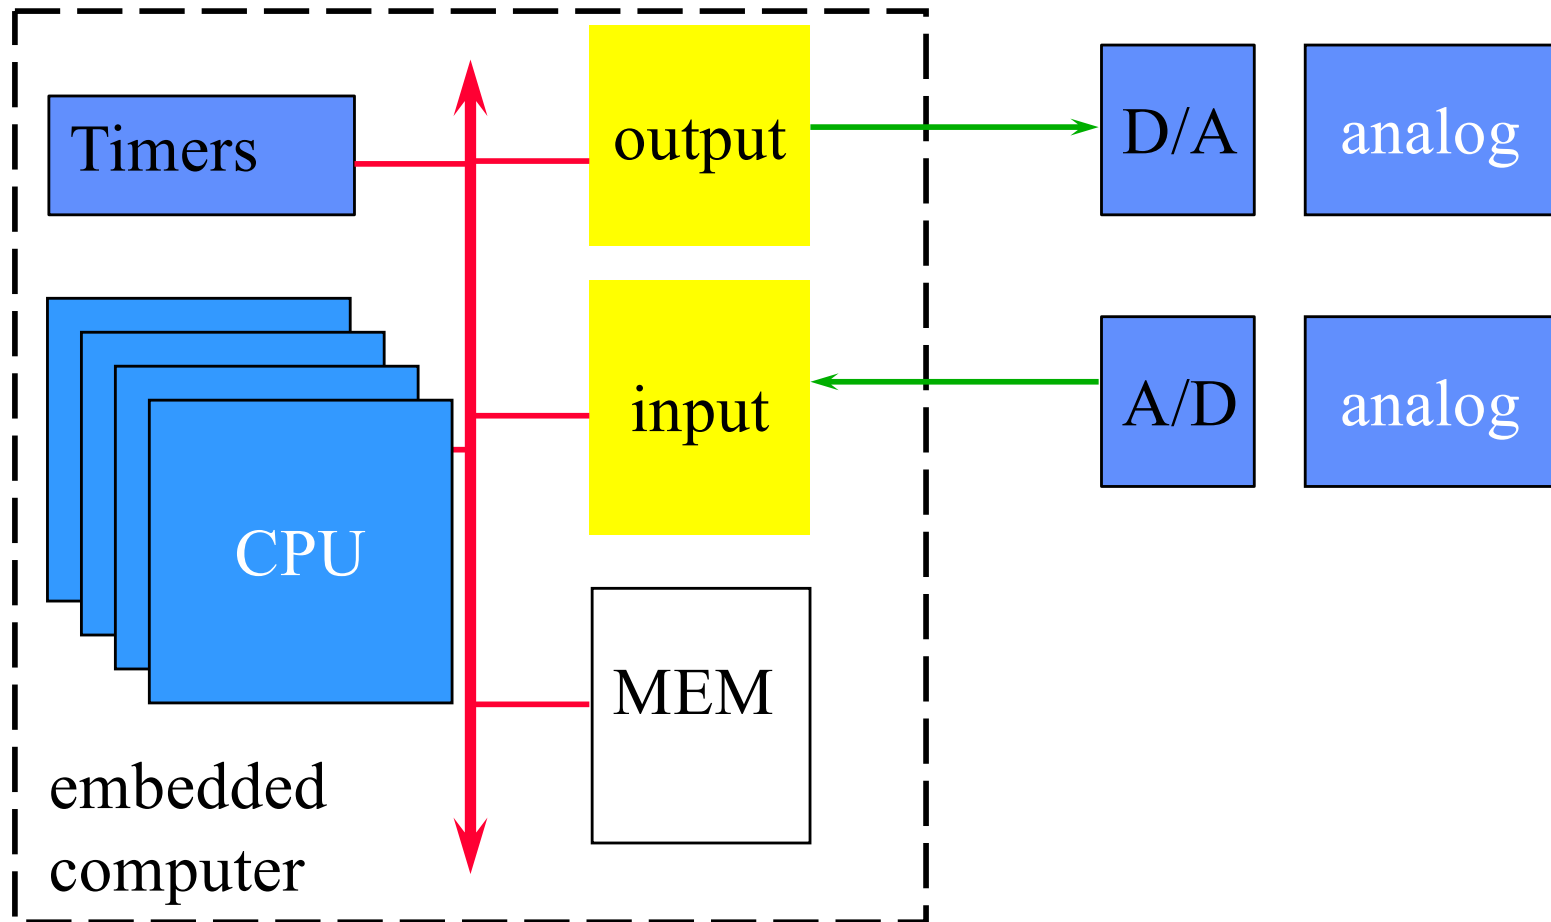 Timers
output
D/A
analog
input
A/D
analog
CPU
MEM
embedded
computer